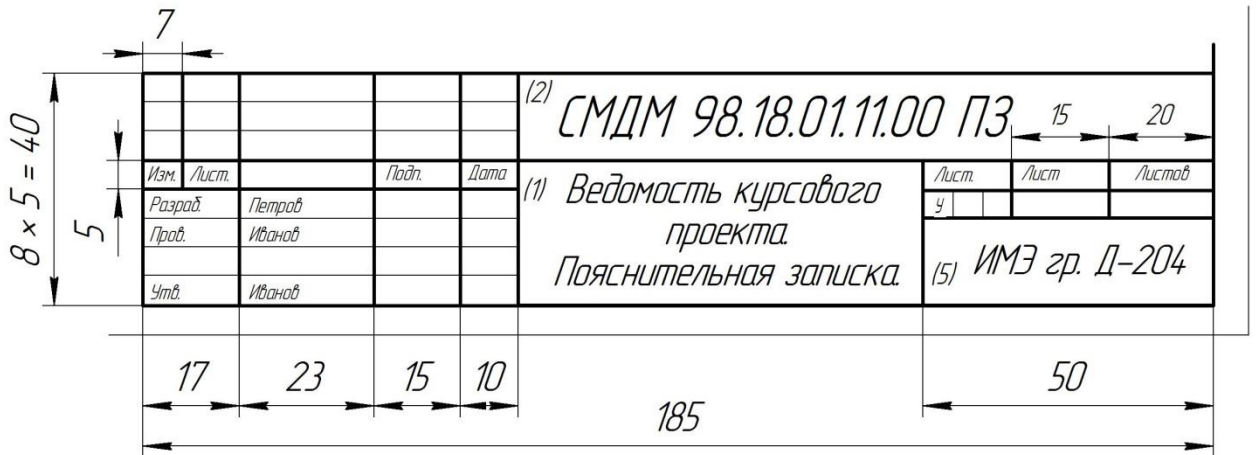 7
8 × 5 = 40
5
(2) СМДМ 98.18.01.11.00 ПЗ
15 20
Изм. Лист. Подп. Дата
Разраб. Петров
Пров. Иванов
Утв. Иванов
(1) Ведомость курсового
проекта.
Пояснительная записка.
Лист. Лист Листов
У
(5) ИМЭ гр. Д-204
17 23 15 10 50
185